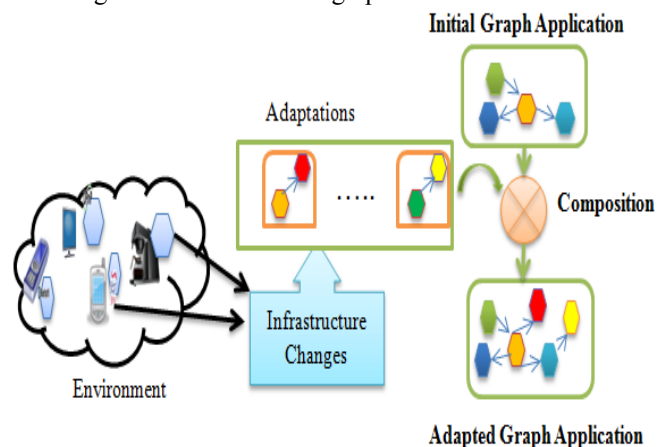 Initial Graph Application
Adaptations
.....
Composition
Infrastructure
Changes
Environment
Adapted Graph Application